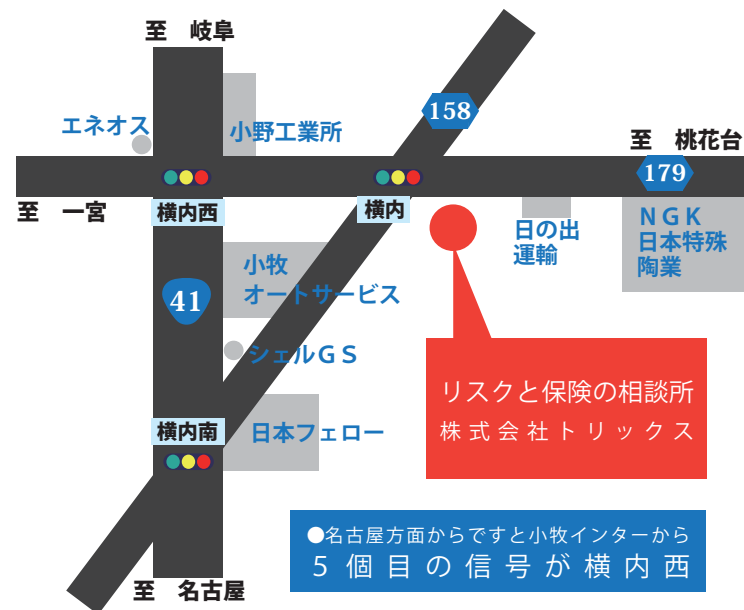 至　岐阜
158
エネオス
小野工業所
至　桃花台
179
至　一宮
横内西
横内
日の出
運輸
ＮＧＫ
日本特殊
陶業
小牧
オートサービス
41
シェルＧＳ
リスクと保険の相談所
株式会社トリックス
横内南
日本フェロー
●名古屋方面からですと小牧インターから
５個目の信号が横内西
至　名古屋